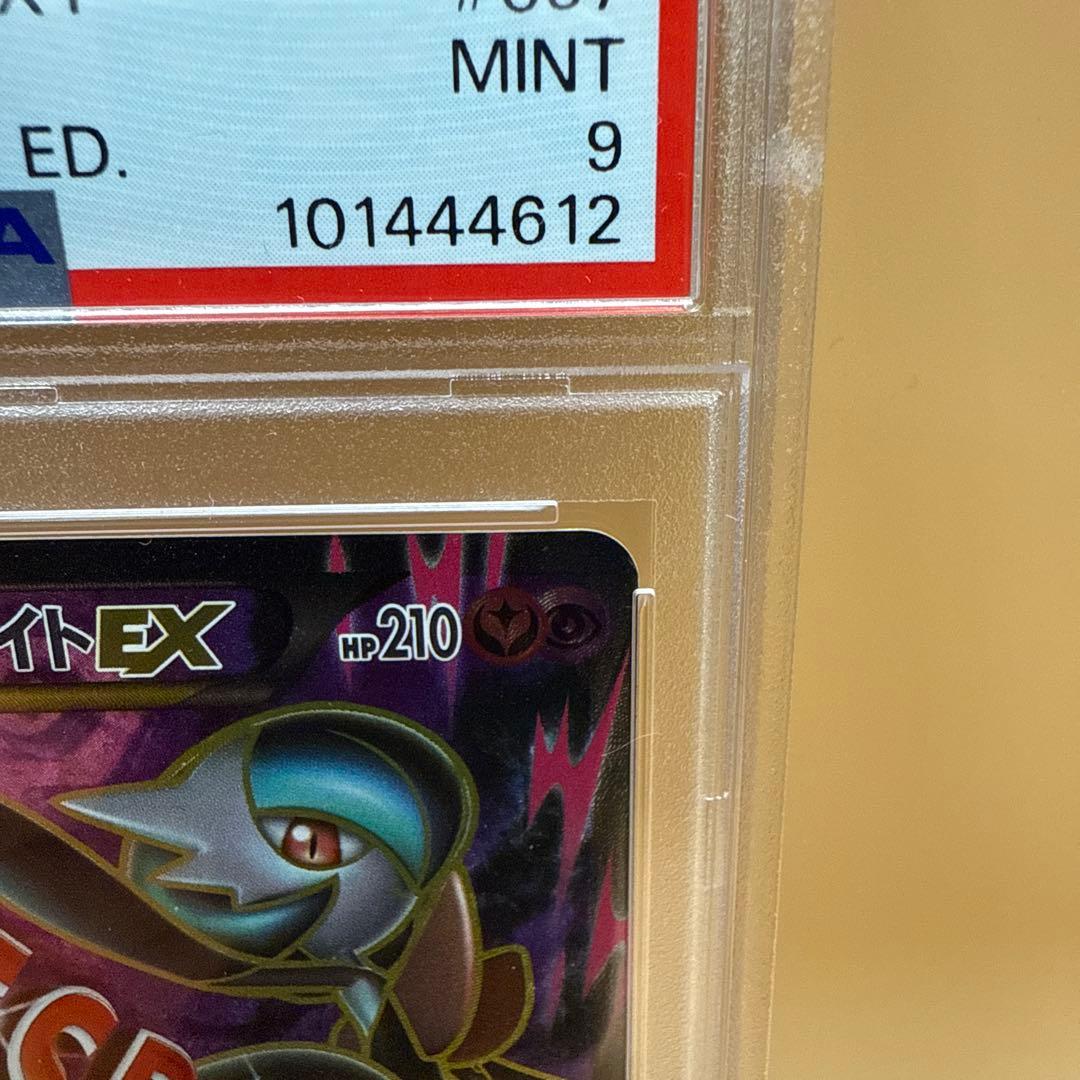 MINT
ED. 9
A 101444612
イトEX HP210